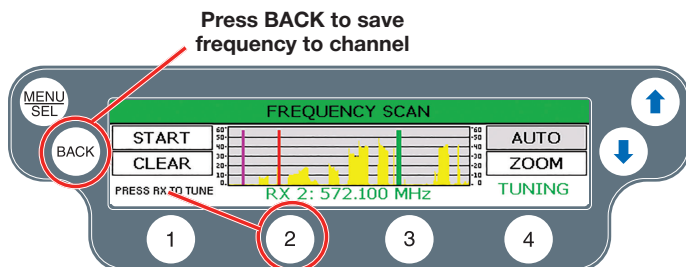 Press BACK to save
frequency to channel
MENU
SEL
FREQUENCY SCAN
BACK
START
CLEAR
PRESS RX TO TUNE
60
50
40
30
20
10
0
60
50
40
30
20
10
0
RX 2: 572.100 MHz
AUTO
ZOOM
TUNING
1
2
3
4